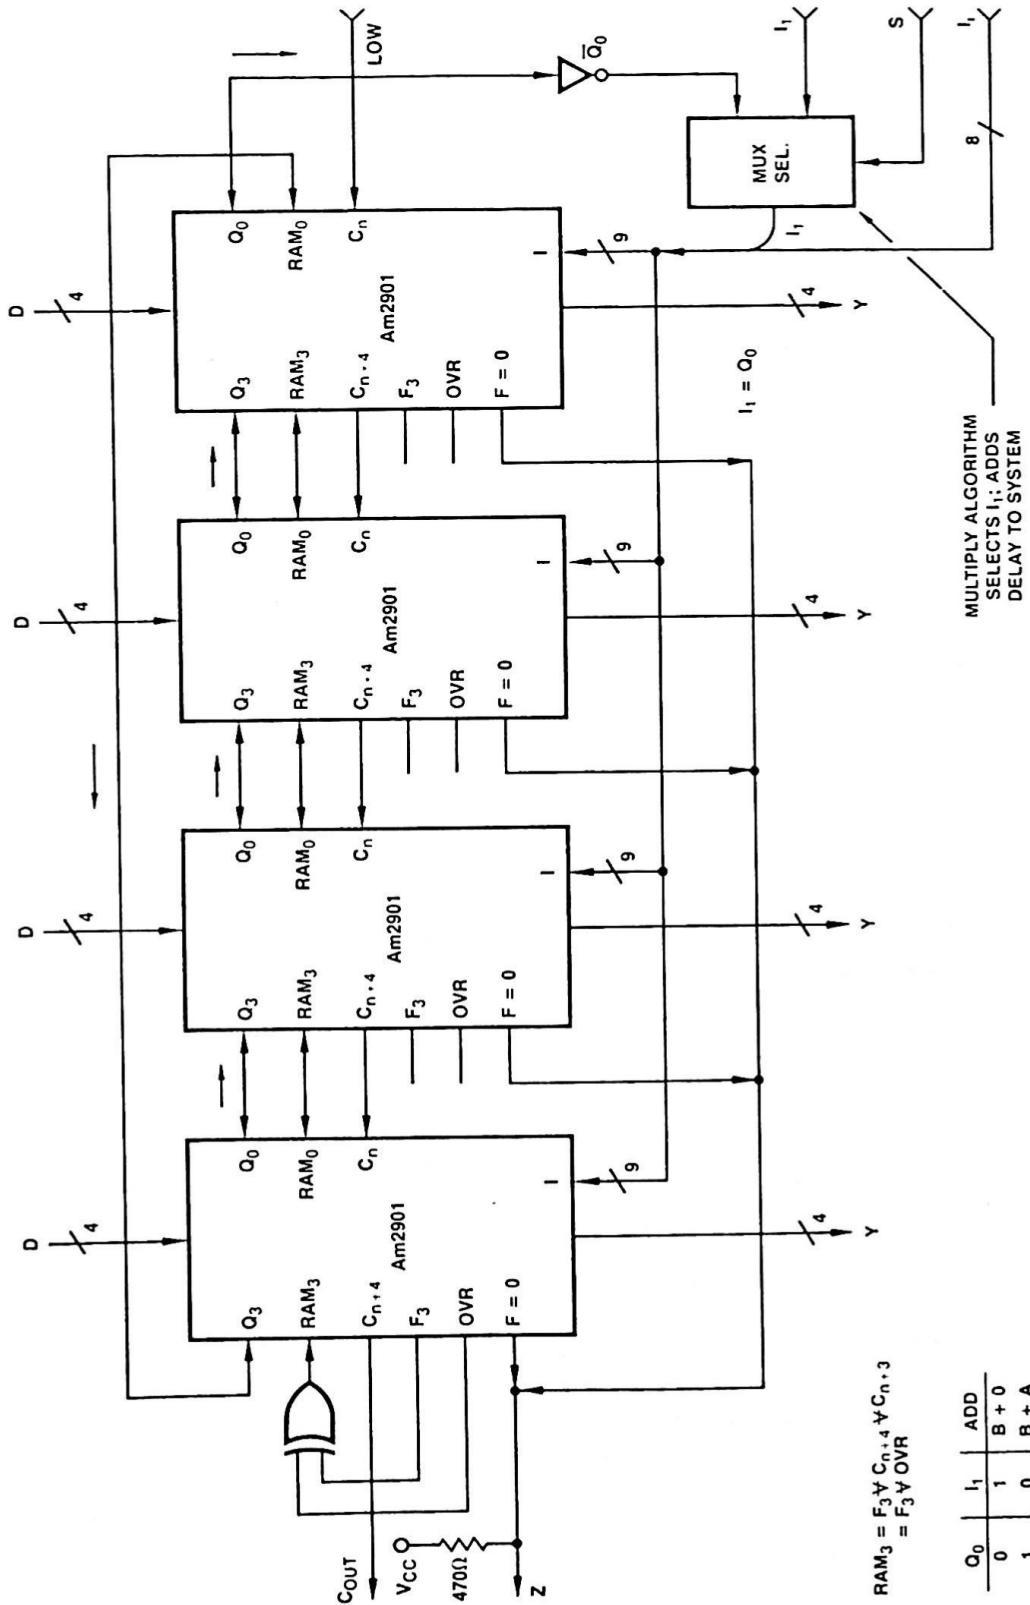 D
4
D
4
D
4
D
4
Q3
RAM3
Cn+4
F3
OVR
F = 0
Am2901
Q0
RAM0
Cn
I
9
4
Y
Q3
RAM3
Cn+4
F3
OVR
F = 0
Am2901
Q0
RAM0
Cn
I
9
4
Y
Q3
RAM3
Cn+4
F3
OVR
F = 0
Am2901
Q0
RAM0
Cn
I
9
4
Y
Q3
RAM3
Cn+4
F3
OVR
F = 0
Am2901
Q0
RAM0
Cn
I
9
4
Y
LOW
Q̅0
MUX
SEL.
I1
I1
S
I1
8
COUT
VCC
470Ω
Z
I1 = Q0
MULTIPLY ALGORITHM
SELECTS I1; ADDS
DELAY TO SYSTEM
RAM3 = F3 ∀ Cn+4 ∀ Cn+3
= F3 ∀ OVR
Q0 I1 ADD
0 1 B + 0
1 0 B + A